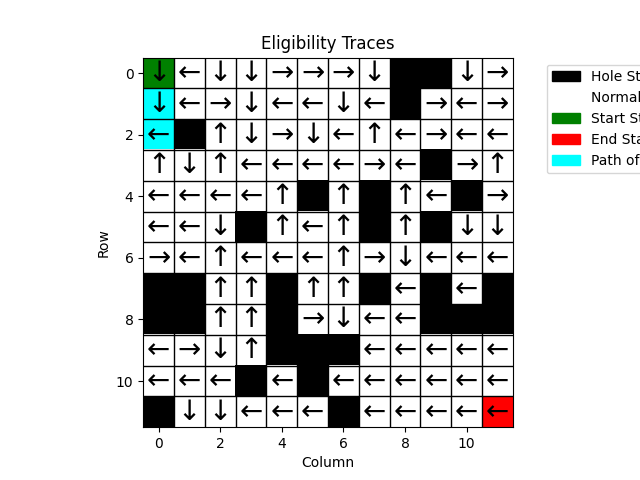 Eligibility Traces
0 ↓ ← ↓ ↓ → → → ↓ ↓ →
↓ ← → ↓ ← ← ↓ ← → ← →
2 ← ↑ ↓ → ↓ ← ↑ ← → ← ←
↑ ↓ ↑ ← ← ← ← → ← → ↑
4 ← ← ← ← ↑ ↑ ↑ ← →
← ← ↓ ↑ ← ↑ ↑ ↓ ↓
6 → ← ↑ ← ← ← ↑ → ↓ ← ← ←
↑ ↑ ↑ ↑ ← ←
8 ↑ ↑ → ↓ ← ←
← → ↓ ↑ ← ← ← ← ←
10 ← ← ← ← ← ← ← ← ← ←
↓ ↓ ← ← ← ← ← ← ← ←
0 2 4 6 8 10
Column
Row
Hole St
Normal
Start St
End Sta
Path of